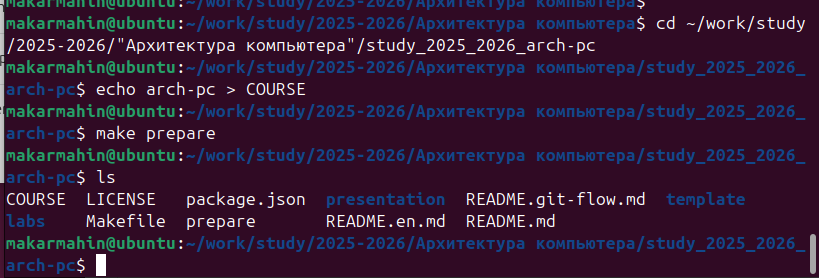 makarmahin@ubuntu:~/work/study/2025-2026/Архитектура компьютера$
makarmahin@ubuntu:~/work/study/2025-2026/Архитектура компьютера$ cd ~/work/study
/2025-2026/"Архитектура компьютера"/study_2025_2026_arch-pc
makarmahin@ubuntu:~/work/study/2025-2026/Архитектура компьютера/study_2025_2026_
arch-pc$ echo arch-pc > COURSE
makarmahin@ubuntu:~/work/study/2025-2026/Архитектура компьютера/study_2025_2026_
arch-pc$ make prepare
makarmahin@ubuntu:~/work/study/2025-2026/Архитектура компьютера/study_2025_2026_
arch-pc$ ls
COURSE LICENSE package.json presentation README.git-flow.md template
labs Makefile prepare README.en.md README.md
makarmahin@ubuntu:~/work/study/2025-2026/Архитектура компьютера/study_2025_2026_
arch-pc$